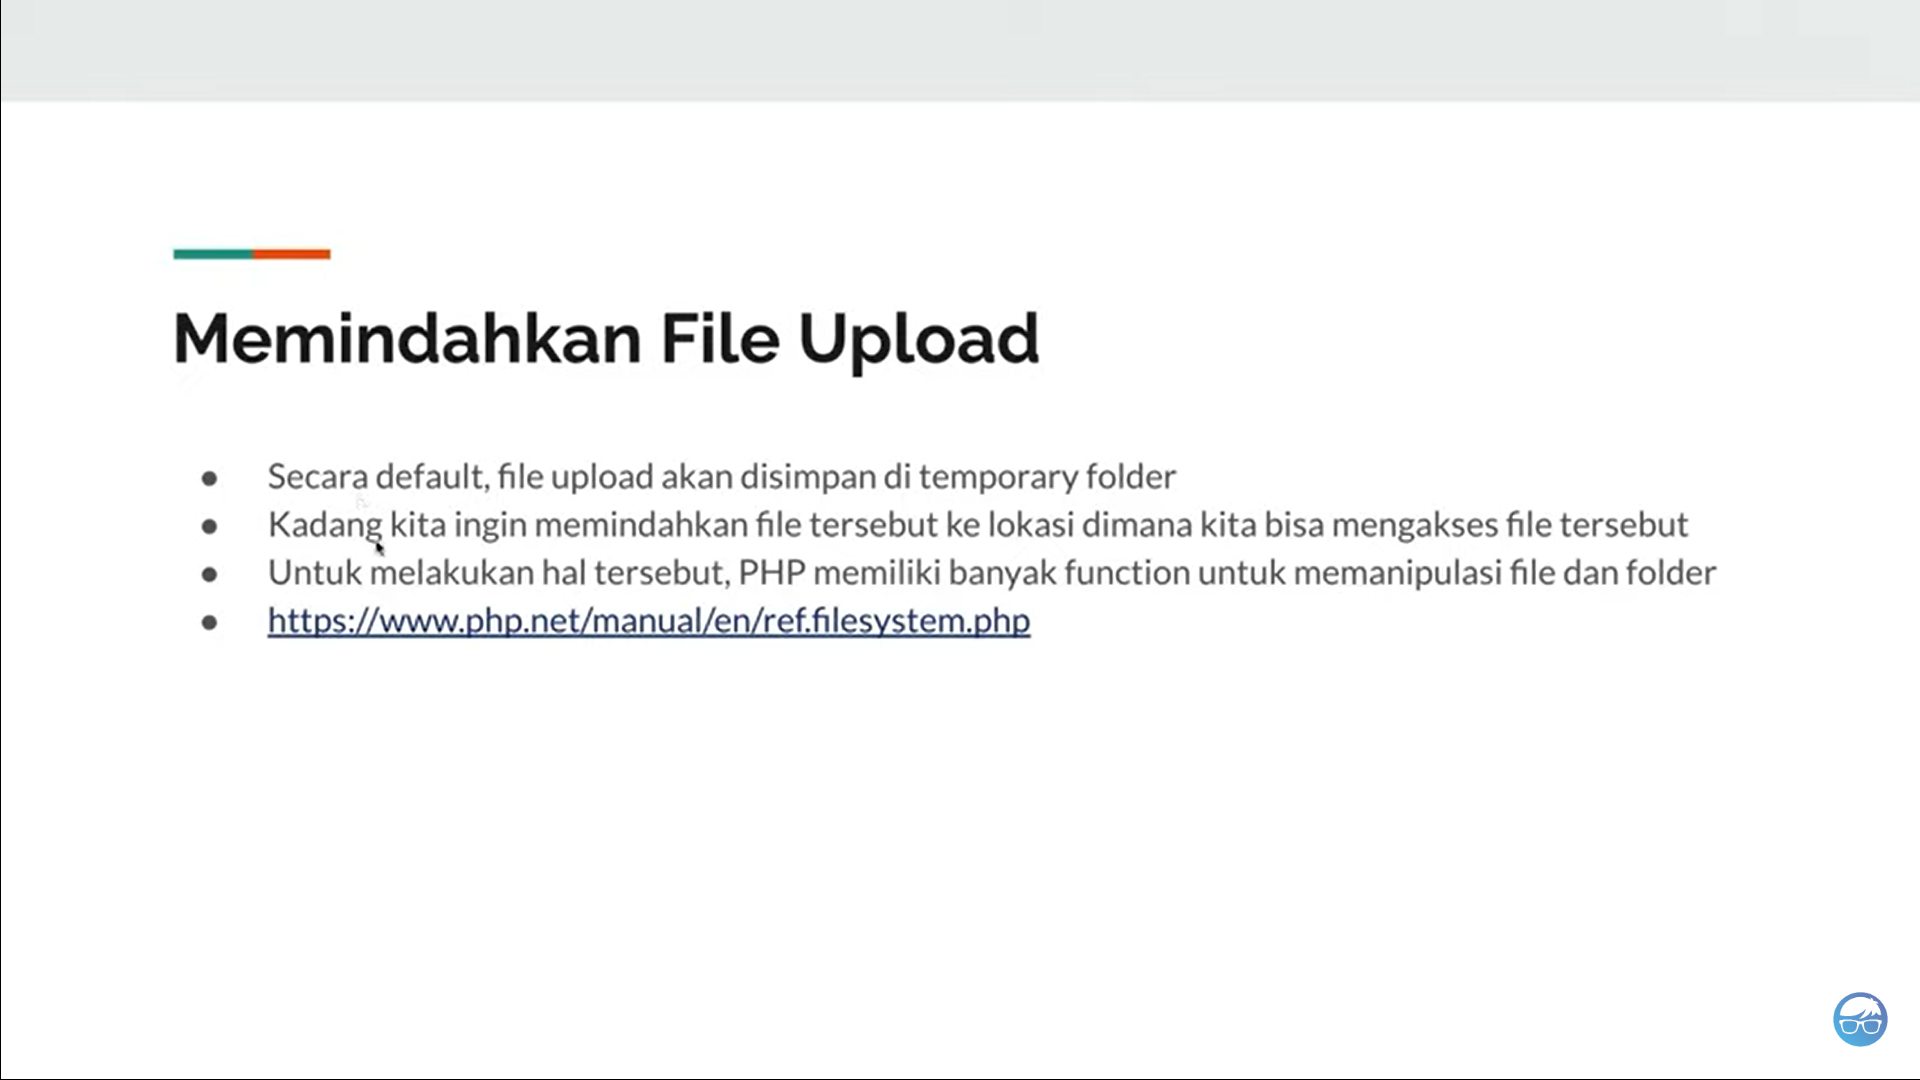 Memindahkan File Upload
Secara default, file upload akan disimpan di temporary folder
Kadang kita ingin memindahkan file tersebut ke lokasi dimana kita bisa mengakses file tersebut
Untuk melakukan hal tersebut, PHP memiliki banyak function untuk memanipulasi file dan folder
https://www.php.net/manual/en/ref.filesystem.php